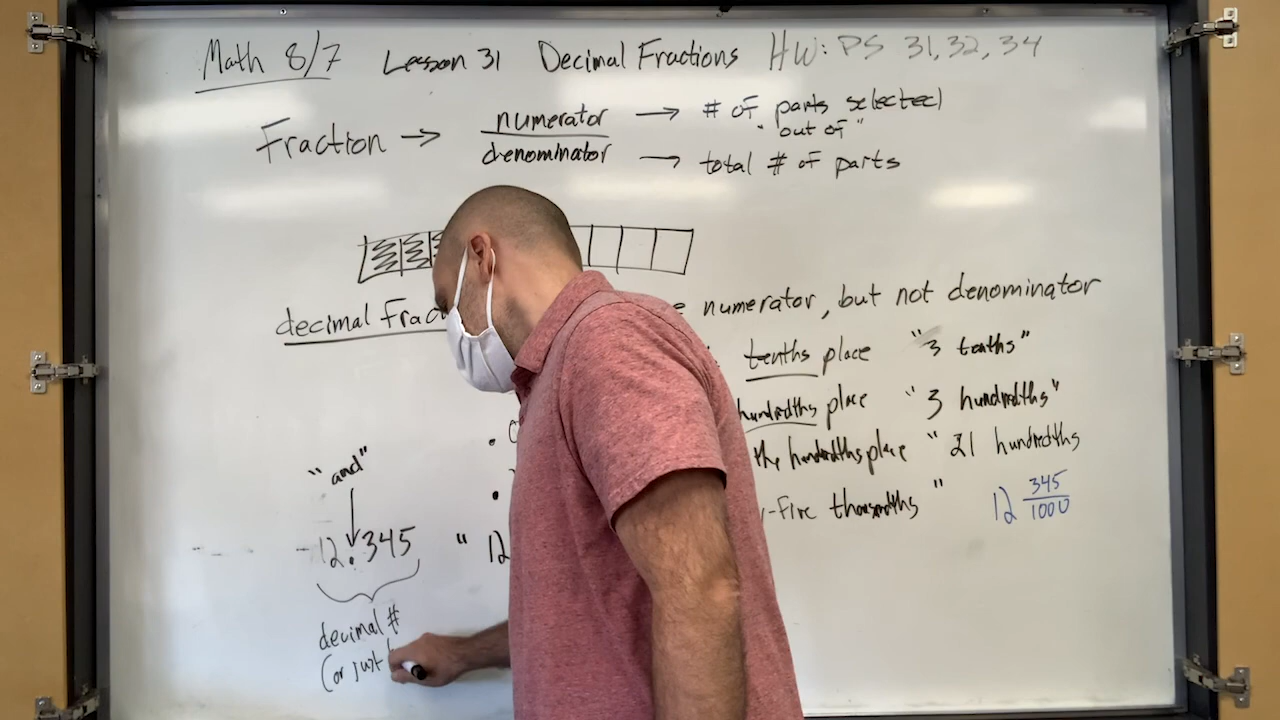 Math 8/7 Lesson 31 Decimal Fractions HW: PS 31, 32, 34
Fraction → numerator → # of parts selected
"out of"
denominator → total # of parts
decimal frac numerator, but not denominator
tenths place "3 tenths"
hundredths place "3 hundredths"
the hundredths place "21 hundredths
"and"
12.345 "12 -five thousandths" 12 345/1000
decimal #
(or just